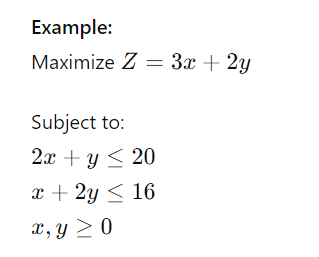 Example:
Maximize Z = 3x + 2y
Subject to:
2x + y ≤ 20
x + 2y ≤ 16
x, y ≥ 0